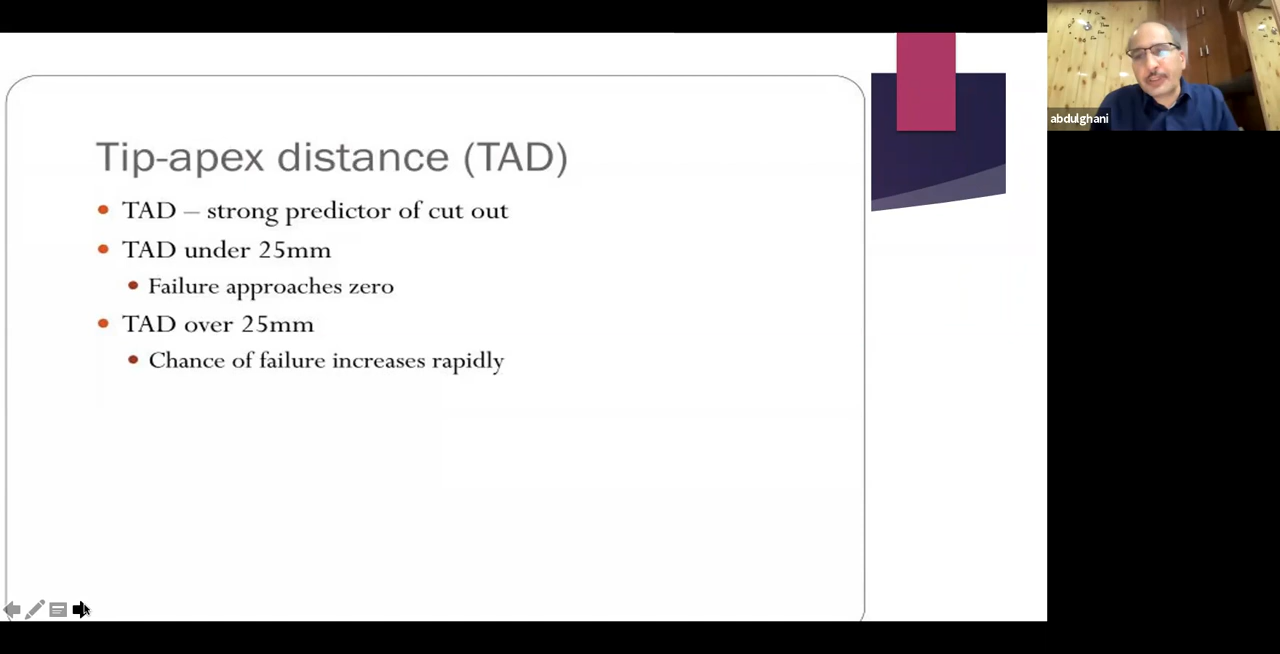 Tip-apex distance (TAD)
TAD – strong predictor of cut out
TAD under 25mm
Failure approaches zero
TAD over 25mm
Chance of failure increases rapidly
abdulghani